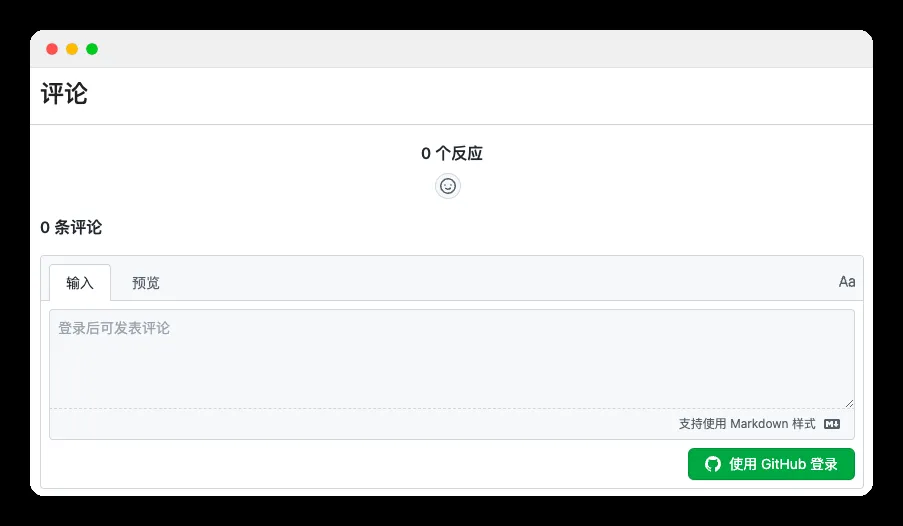 评论
0 个反应
0 条评论
输入 预览 Aa
登录后可发表评论
支持使用 Markdown 样式
使用 GitHub 登录